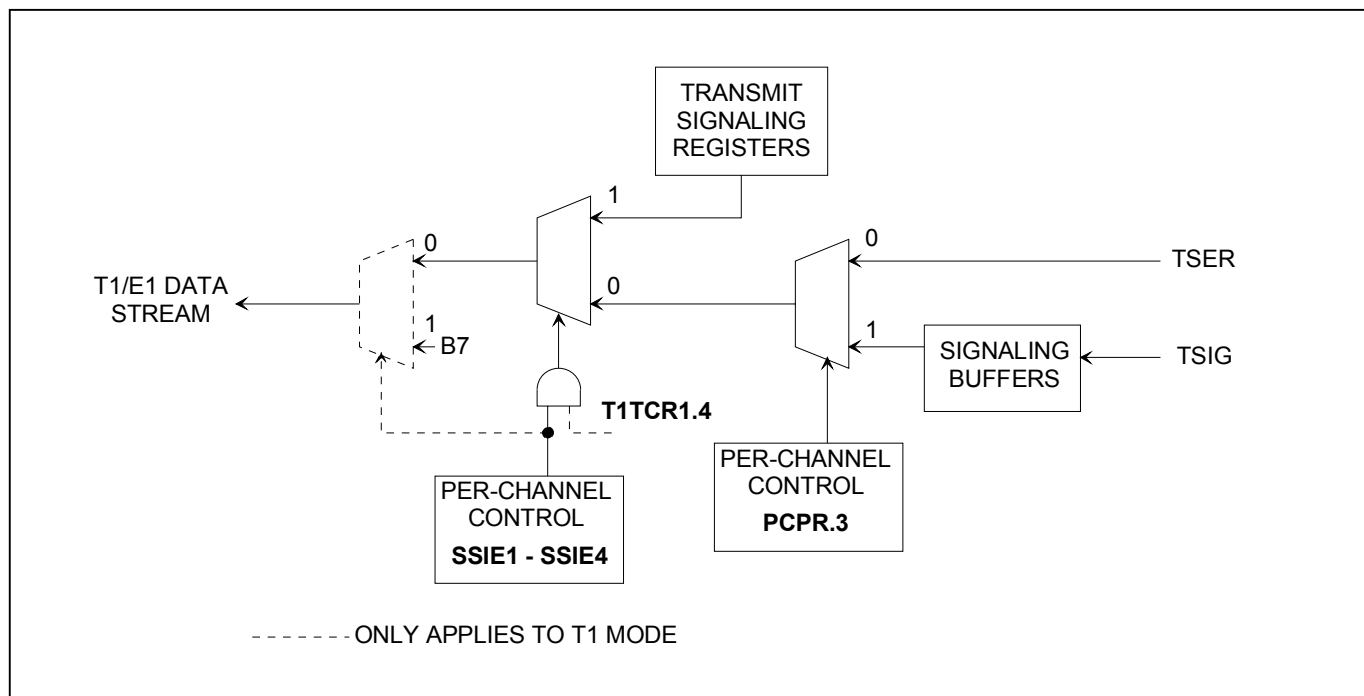 TRANSMIT
SIGNALING
REGISTERS
1
0
0
TSER
T1/E1 DATA
STREAM
0
1
B7
1
SIGNALING
BUFFERS
TSIG
T1TCR1.4
PER-CHANNEL
CONTROL
SSIE1 - SSIE4
PER-CHANNEL
CONTROL
PCPR.3
ONLY APPLIES TO T1 MODE